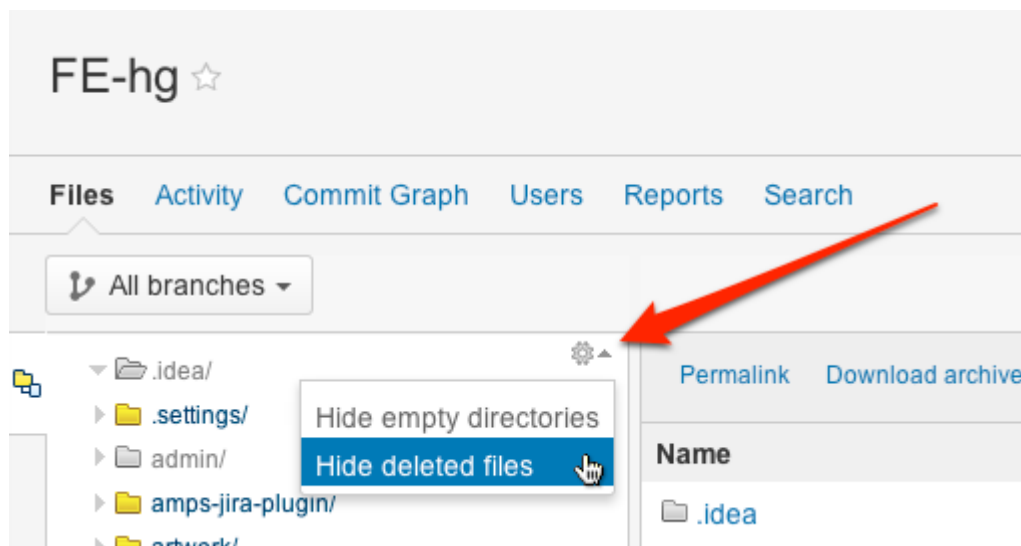 FE-hg
Files Activity Commit Graph Users Reports Search
All branches
.idea/
Permalink Download archive
.settings/
Hide empty directories
admin/
Hide deleted files
Name
amps-jira-plugin/
.idea
artwork/